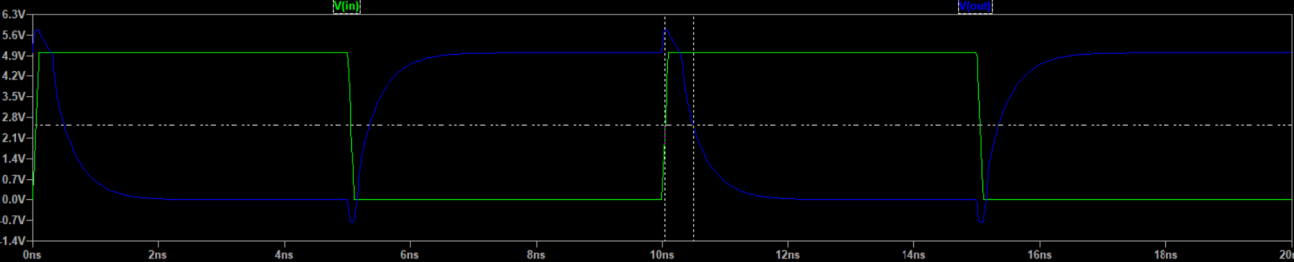 V(in) V(out)
6.3V
5.6V
4.9V
4.2V
3.5V
2.8V
2.1V
1.4V
0.7V
0.0V
-0.7V
-1.4V
0ns 2ns 4ns 6ns 8ns 10ns 12ns 14ns 16ns 18ns